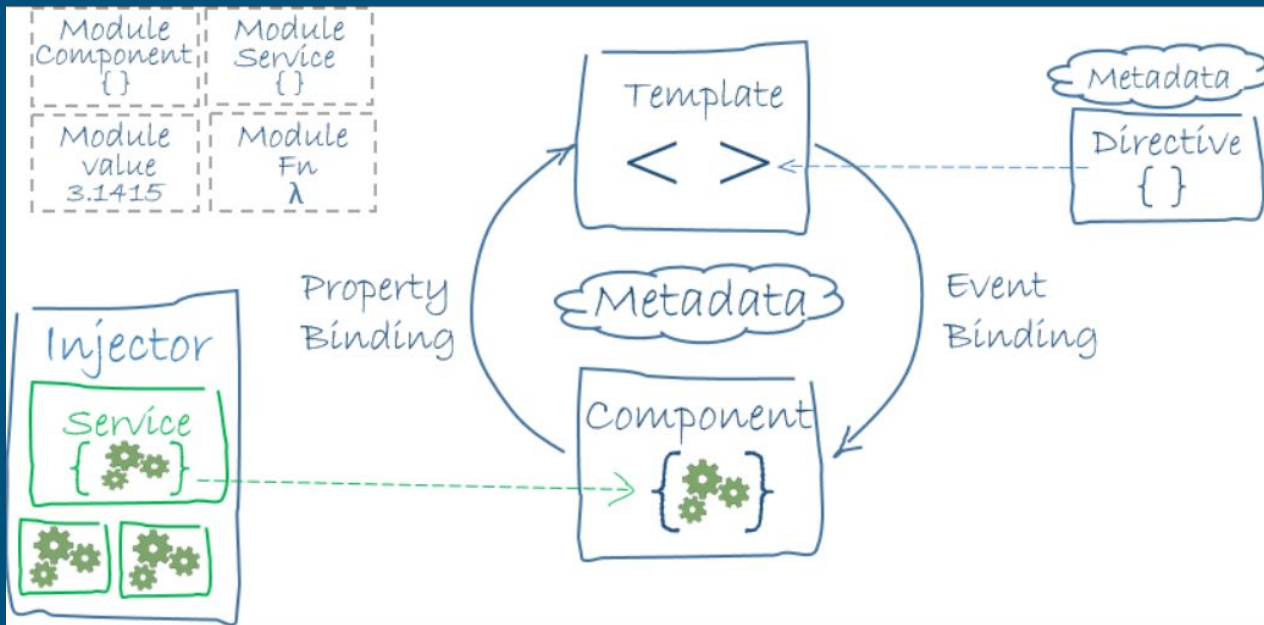 Module
Component
{ }
Module
Service
{ }
Module
value
3.1415
Module
Fn
λ
Template
< >
Metadata
Directive
{ }
Property
Binding
Metadata
Event
Binding
Injector
Service
{ }
Component
{ }